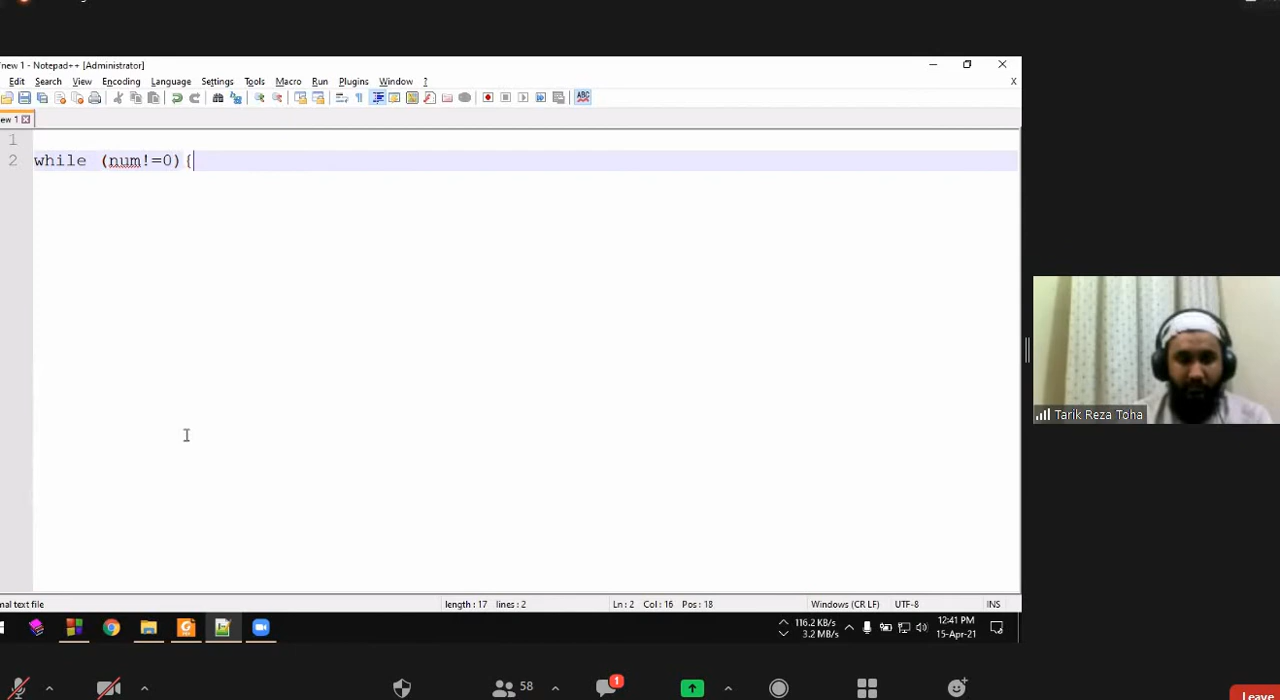 new 1 - Notepad++ [Administrator]
Edit Search View Encoding Language Settings Tools Macro Run Plugins Window ? X
ew 1
ABC
1
2 while (num!=0){
Tarik Reza Toha
mal text file length : 17 lines : 2 Ln : 2 Col : 16 Pos : 18 Windows (CR LF) UTF-8 INS
116.2 KB/s
3.2 MB/s
12:41 PM
15-Apr-21
58 1
Leave